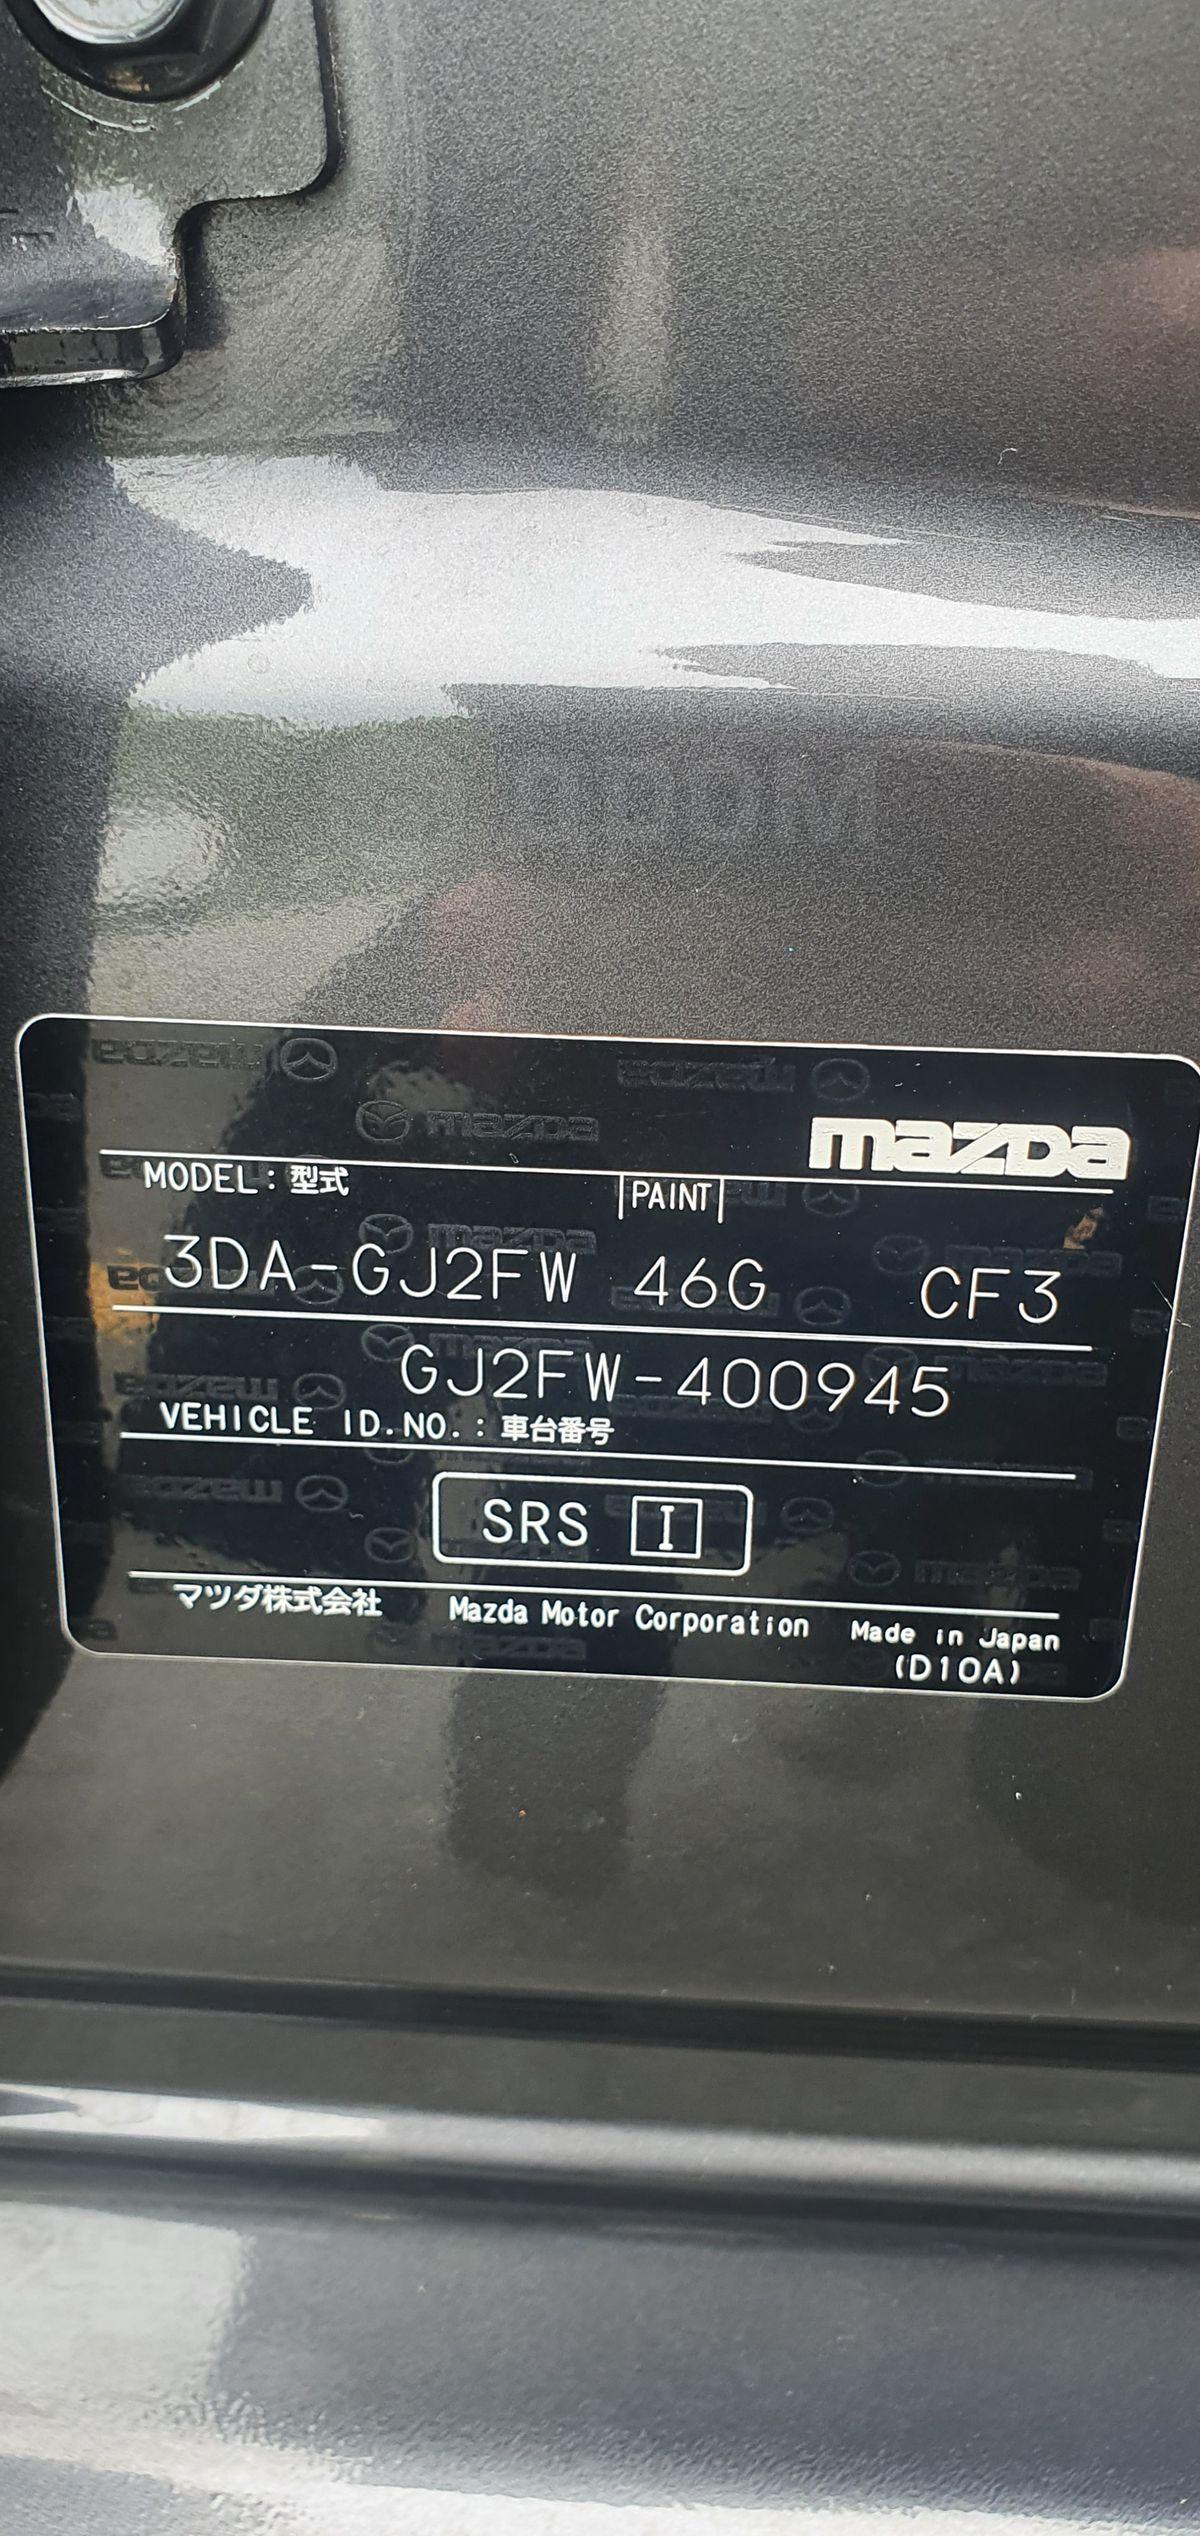 mazda
MODEL：型式 PAINT
3DA-GJ2FW 46G CF3
GJ2FW-400945
VEHICLE ID.NO.：車台番号
SRS I
マツダ株式会社 Mazda Motor Corporation Made in Japan
(D10A)